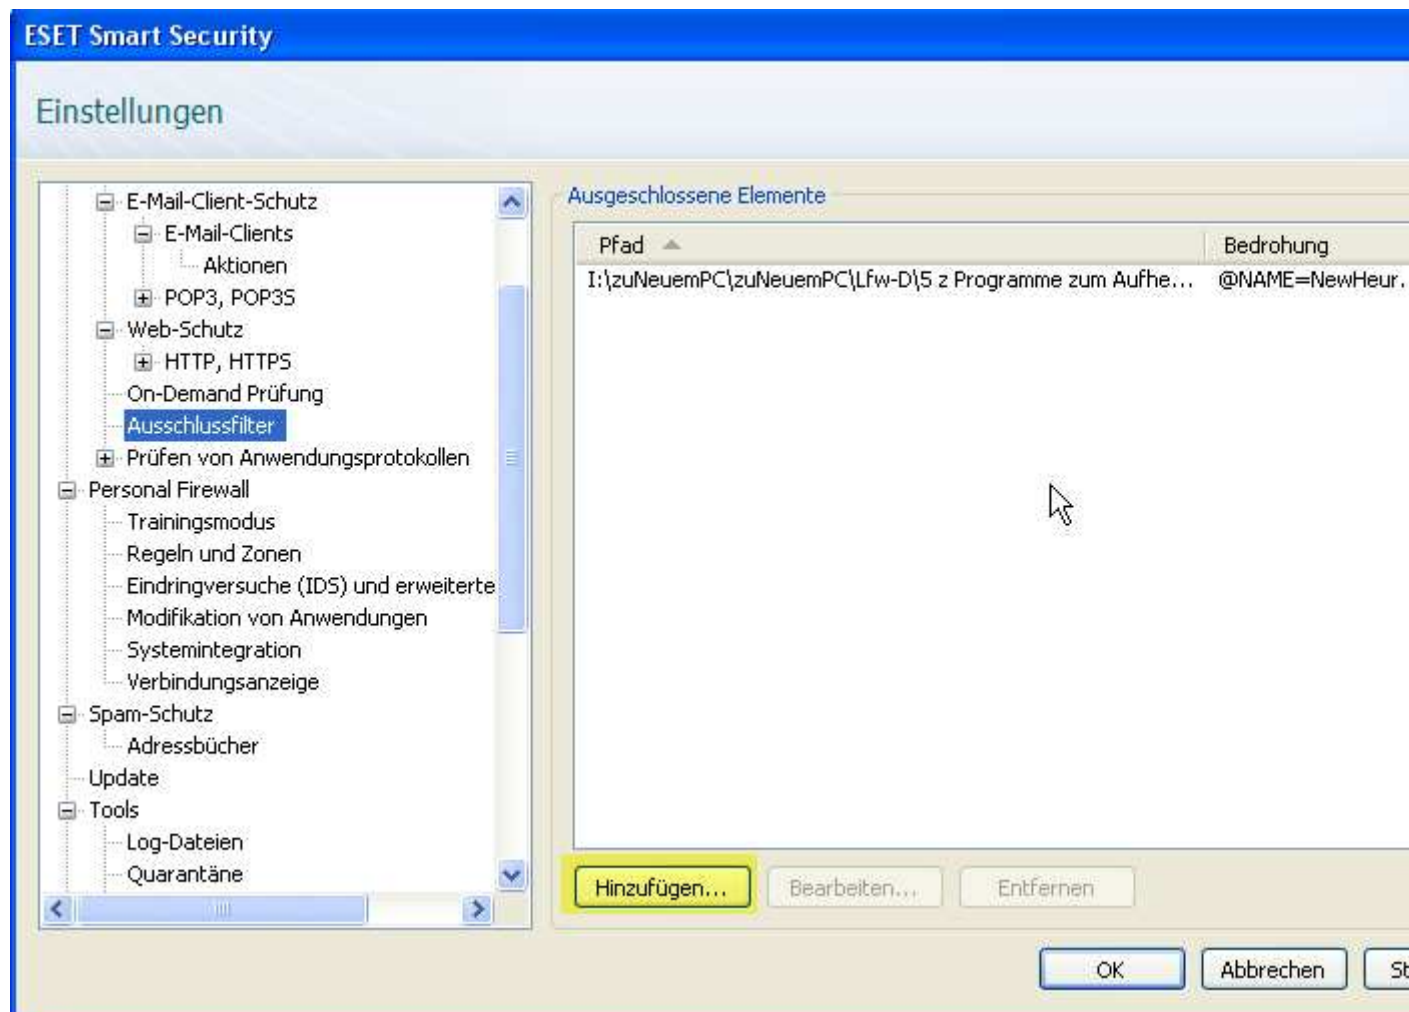 ESET Smart Security
Einstellungen
E-Mail-Client-Schutz
E-Mail-Clients
Aktionen
POP3, POP3S
Web-Schutz
HTTP, HTTPS
On-Demand Prüfung
Ausschlussfilter
Prüfen von Anwendungsprotokollen
Personal Firewall
Trainingsmodus
Regeln und Zonen
Eindringversuche (IDS) und erweiterte
Modifikation von Anwendungen
Systemintegration
Verbindungsanzeige
Spam-Schutz
Adressbücher
Update
Tools
Log-Dateien
Quarantäne
Ausgeschlossene Elemente
Pfad Bedrohung
I:\zuNeuemPC\zuNeuemPC\Lfw-D\5 z Programme zum Aufhe... @NAME=NewHeur.
Hinzufügen... Bearbeiten... Entfernen
OK Abbrechen St